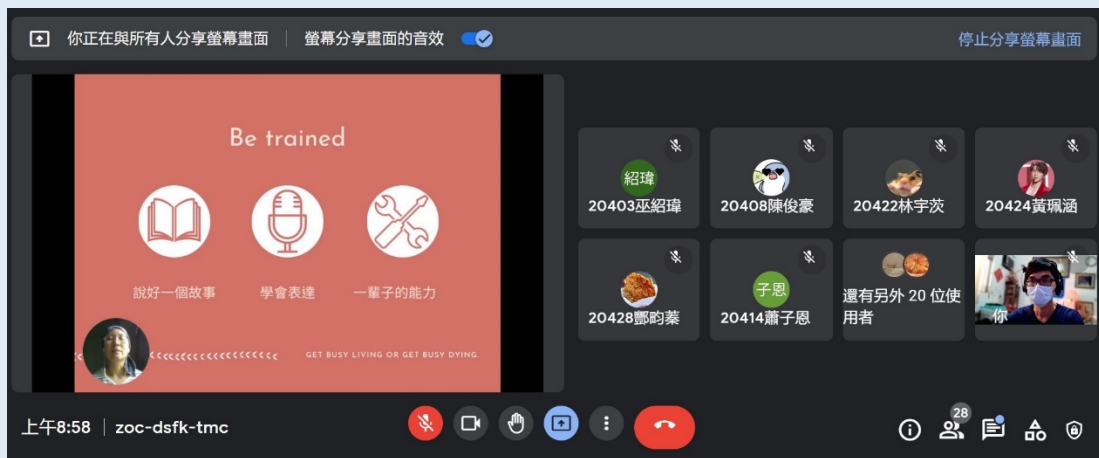 你正在與所有人分享螢幕畫面
螢幕分享畫面的音效
停止分享螢幕畫面
Be trained
說好一個故事
學會表達
一輩子的能力
GET BUSY LIVING OR GET BUSY DYING.
紹瑋
20403巫紹瑋
20408陳俊豪
20422林宇茨
20424黃珮涵
20428酆畇蓁
子恩
20414蕭子恩
還有另外 20 位使
用者
你
上午8:58
zoc-dsfk-tmc
28